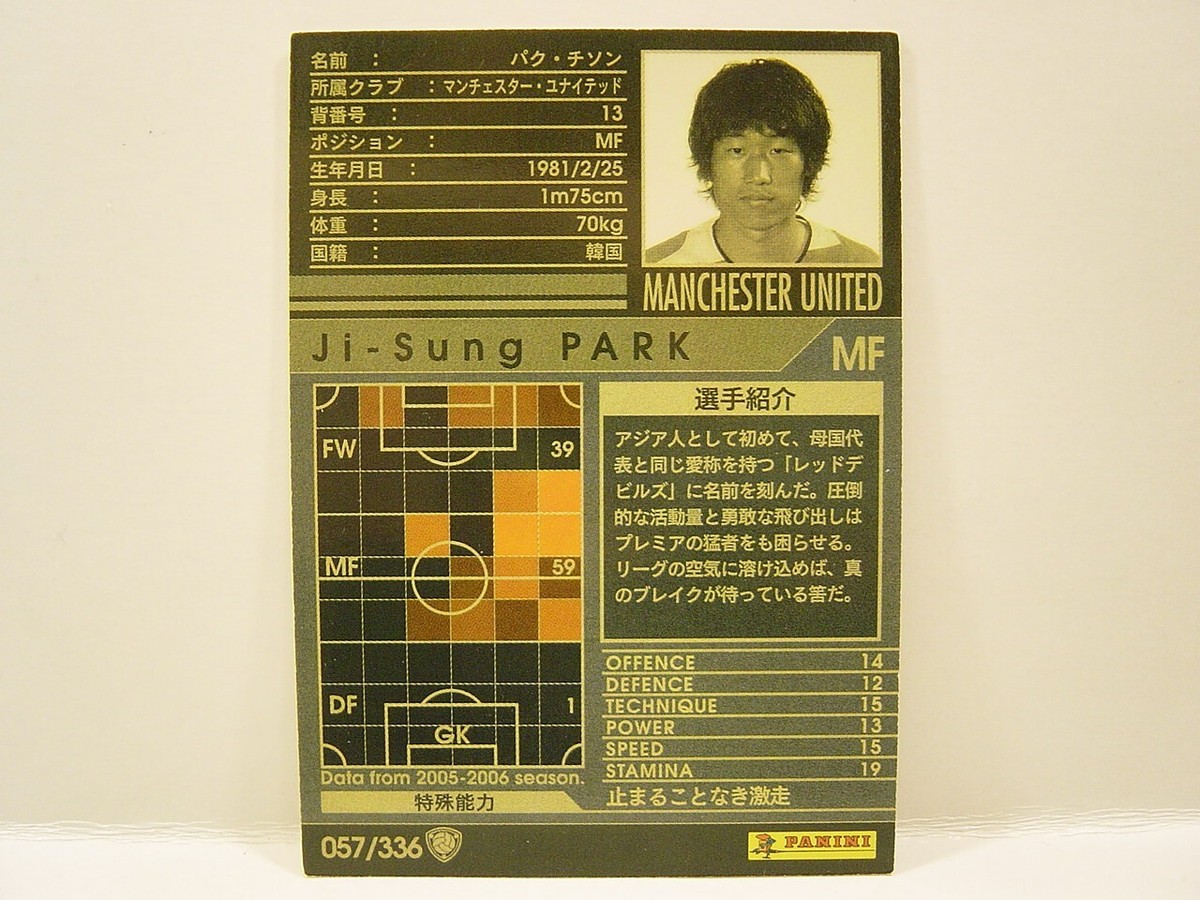 名前 : パク・チソン
所属クラブ : マンチェスター・ユナイテッド
背番号 : 13
ポジション : MF
生年月日 : 1981/2/25
身長 : 1m75cm
体重 : 70kg
国籍 : 韓国
MANCHESTER UNITED
Ji-Sung PARK
MF
FW 39
MF 59
DF 1
GK
Data from 2005-2006 season.
選手紹介
アジア人として初めて、母国代
表と同じ愛称を持つ「レッドデ
ビルズ」に名前を刻んだ。圧倒
的な活動量と勇敢な飛び出しは
プレミアの猛者をも困らせる。
リーグの空気に溶け込めば、真
のブレイクが待っている筈だ。
OFFENCE 14
DEFENCE 12
TECHNIQUE 15
POWER 13
SPEED 15
STAMINA 19
特殊能力 止まることなき激走
057/336
PANINI